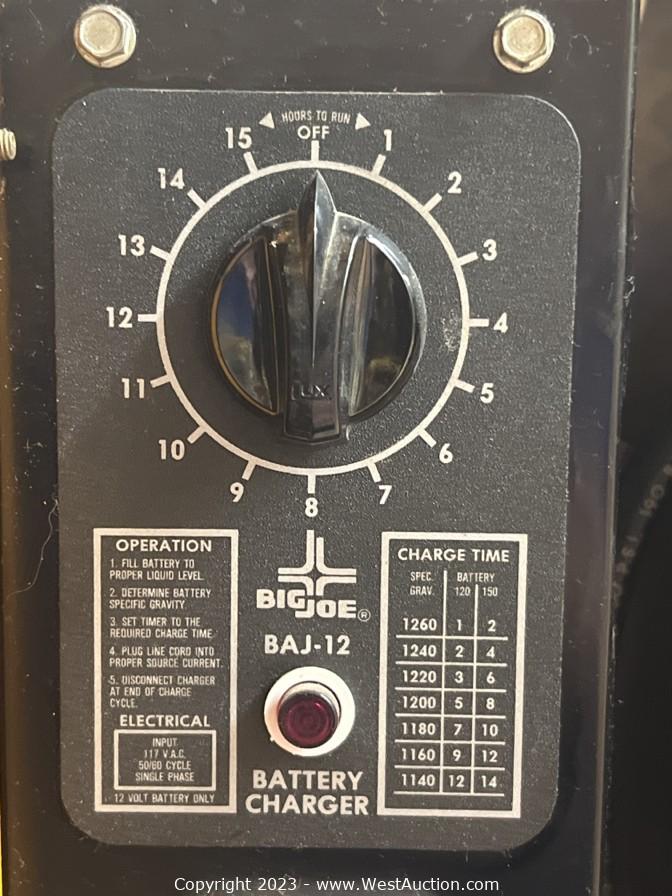 HOURS TO RUN
OFF
1
2
3
4
5
6
7
8
9
10
11
12
13
14
15
LUX
OPERATION
1. FILL BATTERY TO
PROPER LIQUID LEVEL.
2. DETERMINE BATTERY
SPECIFIC GRAVITY.
3. SET TIMER TO THE
REQUIRED CHARGE TIME.
4. PLUG LINE CORD INTO
PROPER SOURCE CURRENT.
5. DISCONNECT CHARGER
AT END OF CHARGE
CYCLE.
ELECTRICAL
INPUT
117 V.A.C.
50/60 CYCLE
SINGLE PHASE
12 VOLT BATTERY ONLY
BIG JOE®
BAJ-12
BATTERY
CHARGER
CHARGE TIME
SPEC. BATTERY
GRAV. 120 150
1260 1 2
1240 2 4
1220 3 6
1200 5 8
1180 7 10
1160 9 12
1140 12 14
Copyright 2023 - www.WestAuction.com